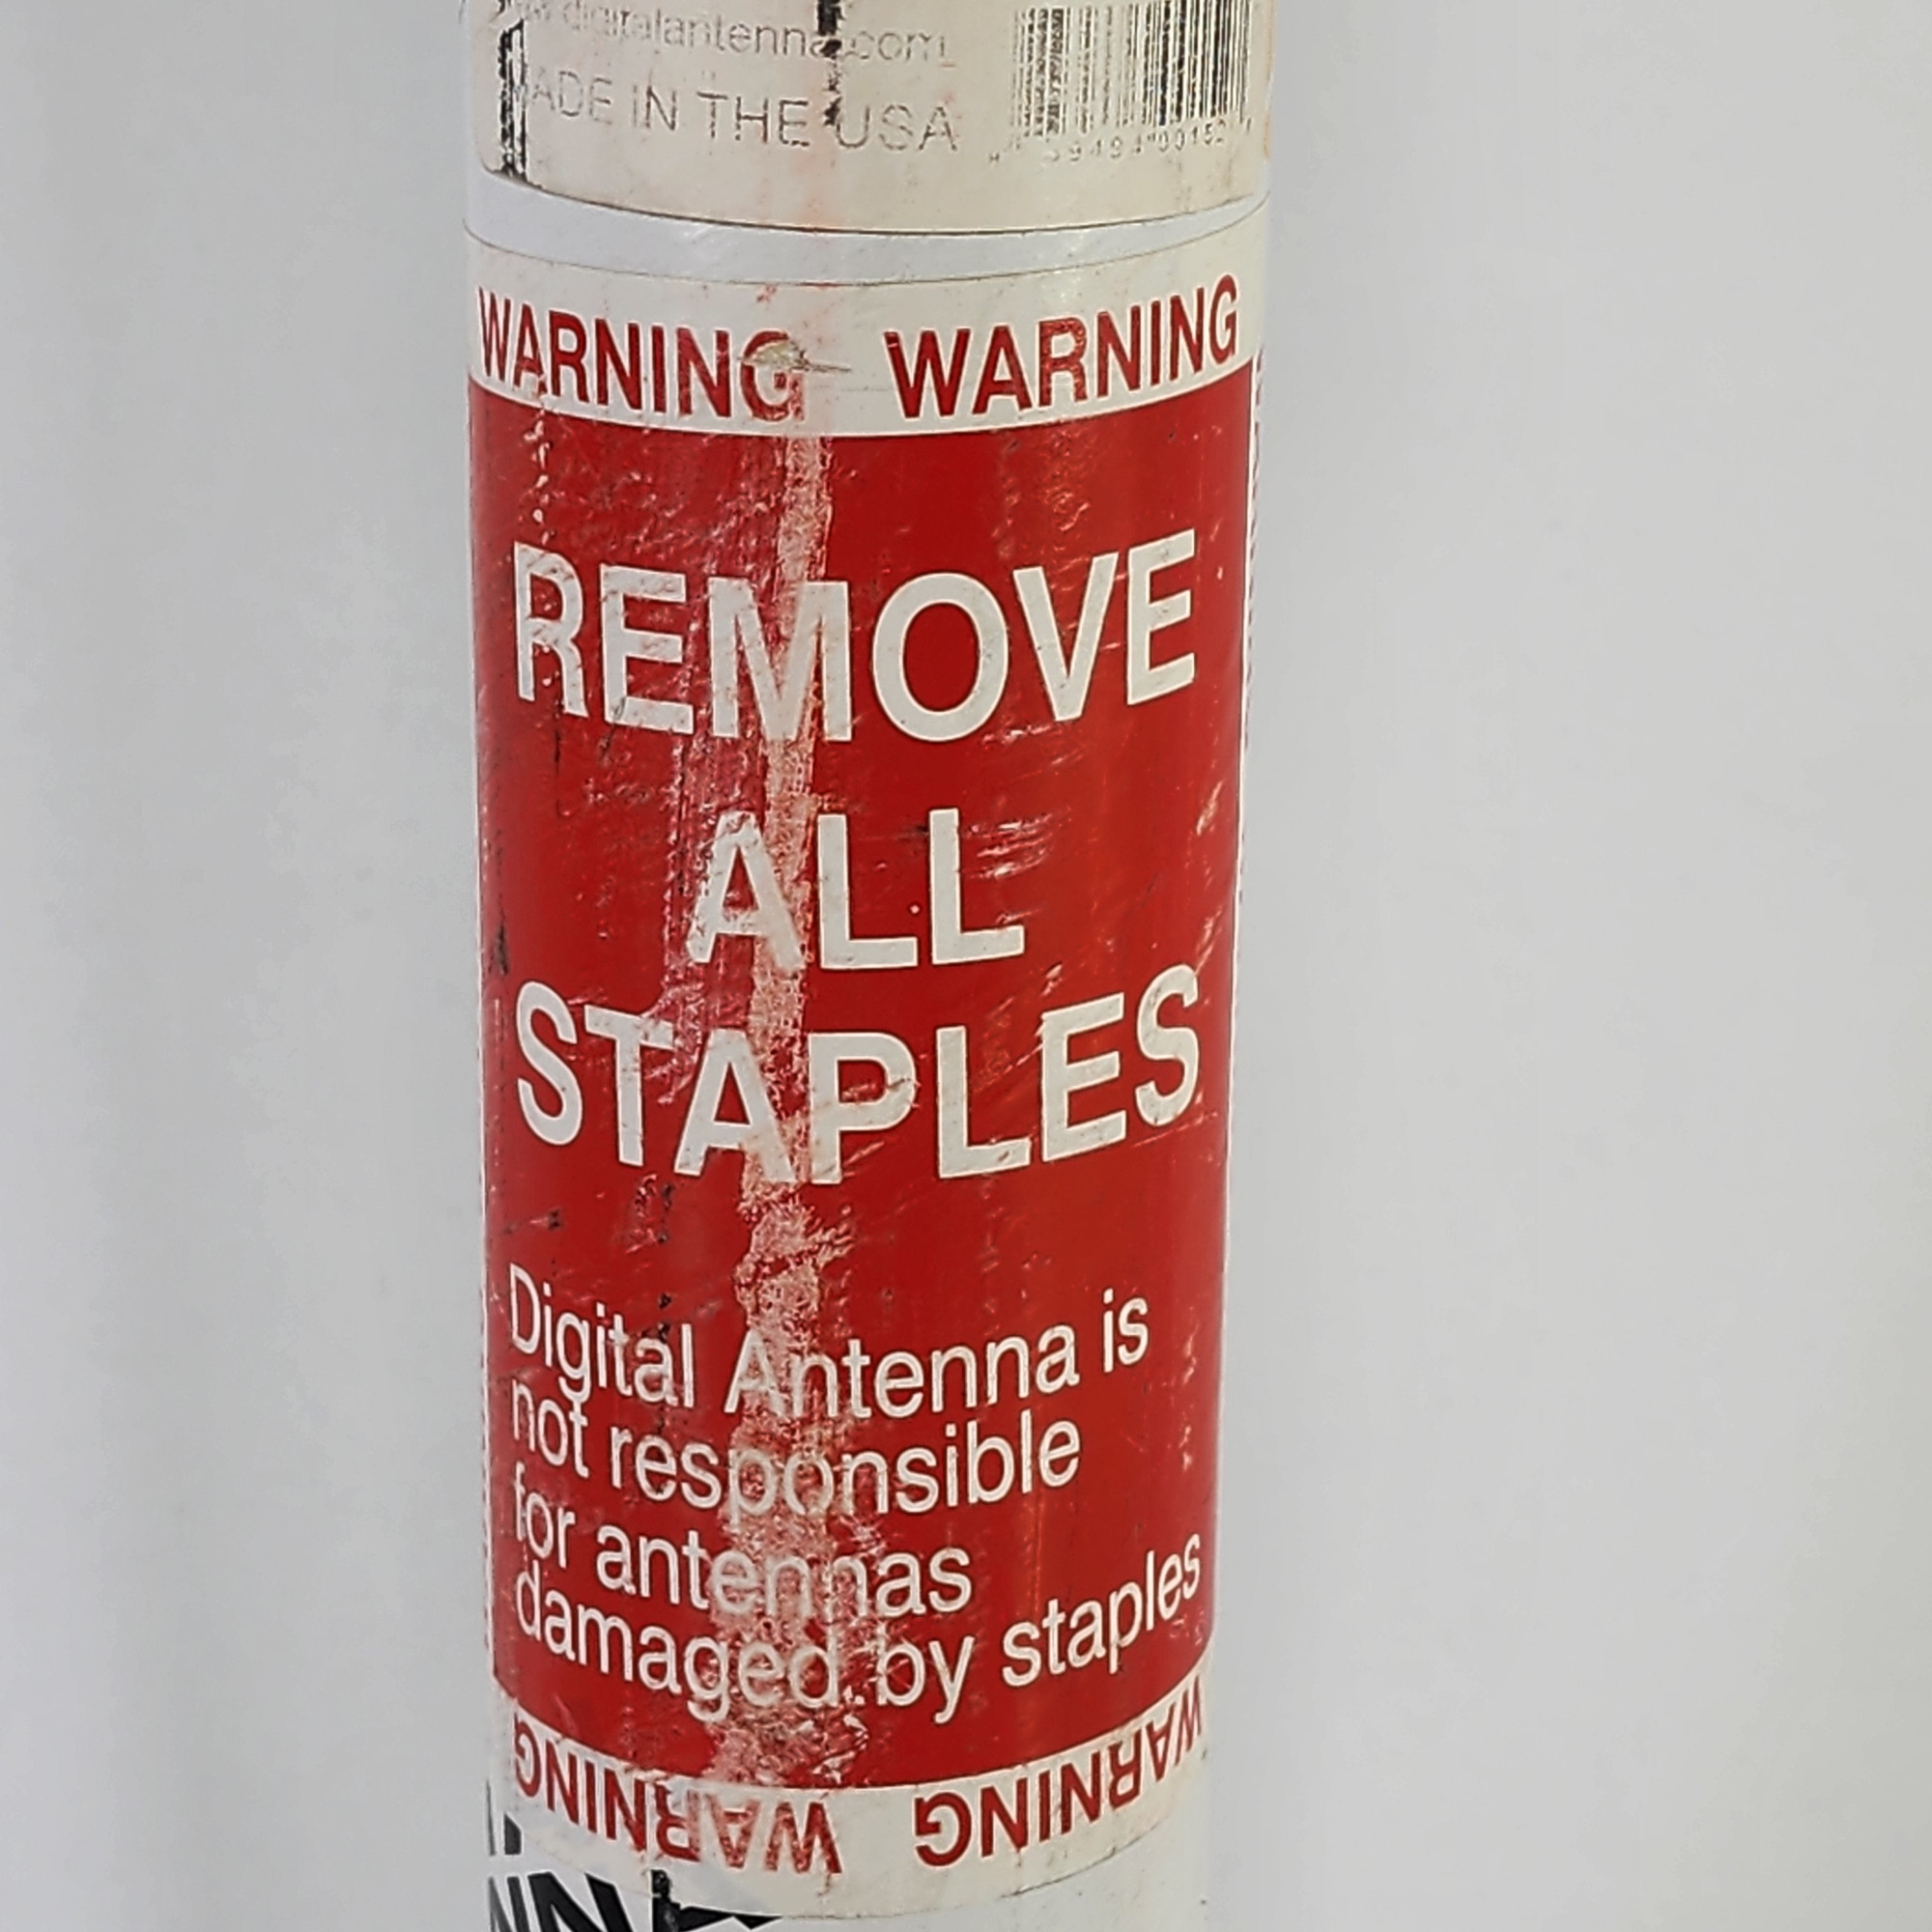 digitalantenna.com
MADE IN THE USA
WARNING WARNING
REMOVE
ALL
STAPLES
Digital Antenna is
not responsible
for antennas
damaged by staples
WARNING WARNING